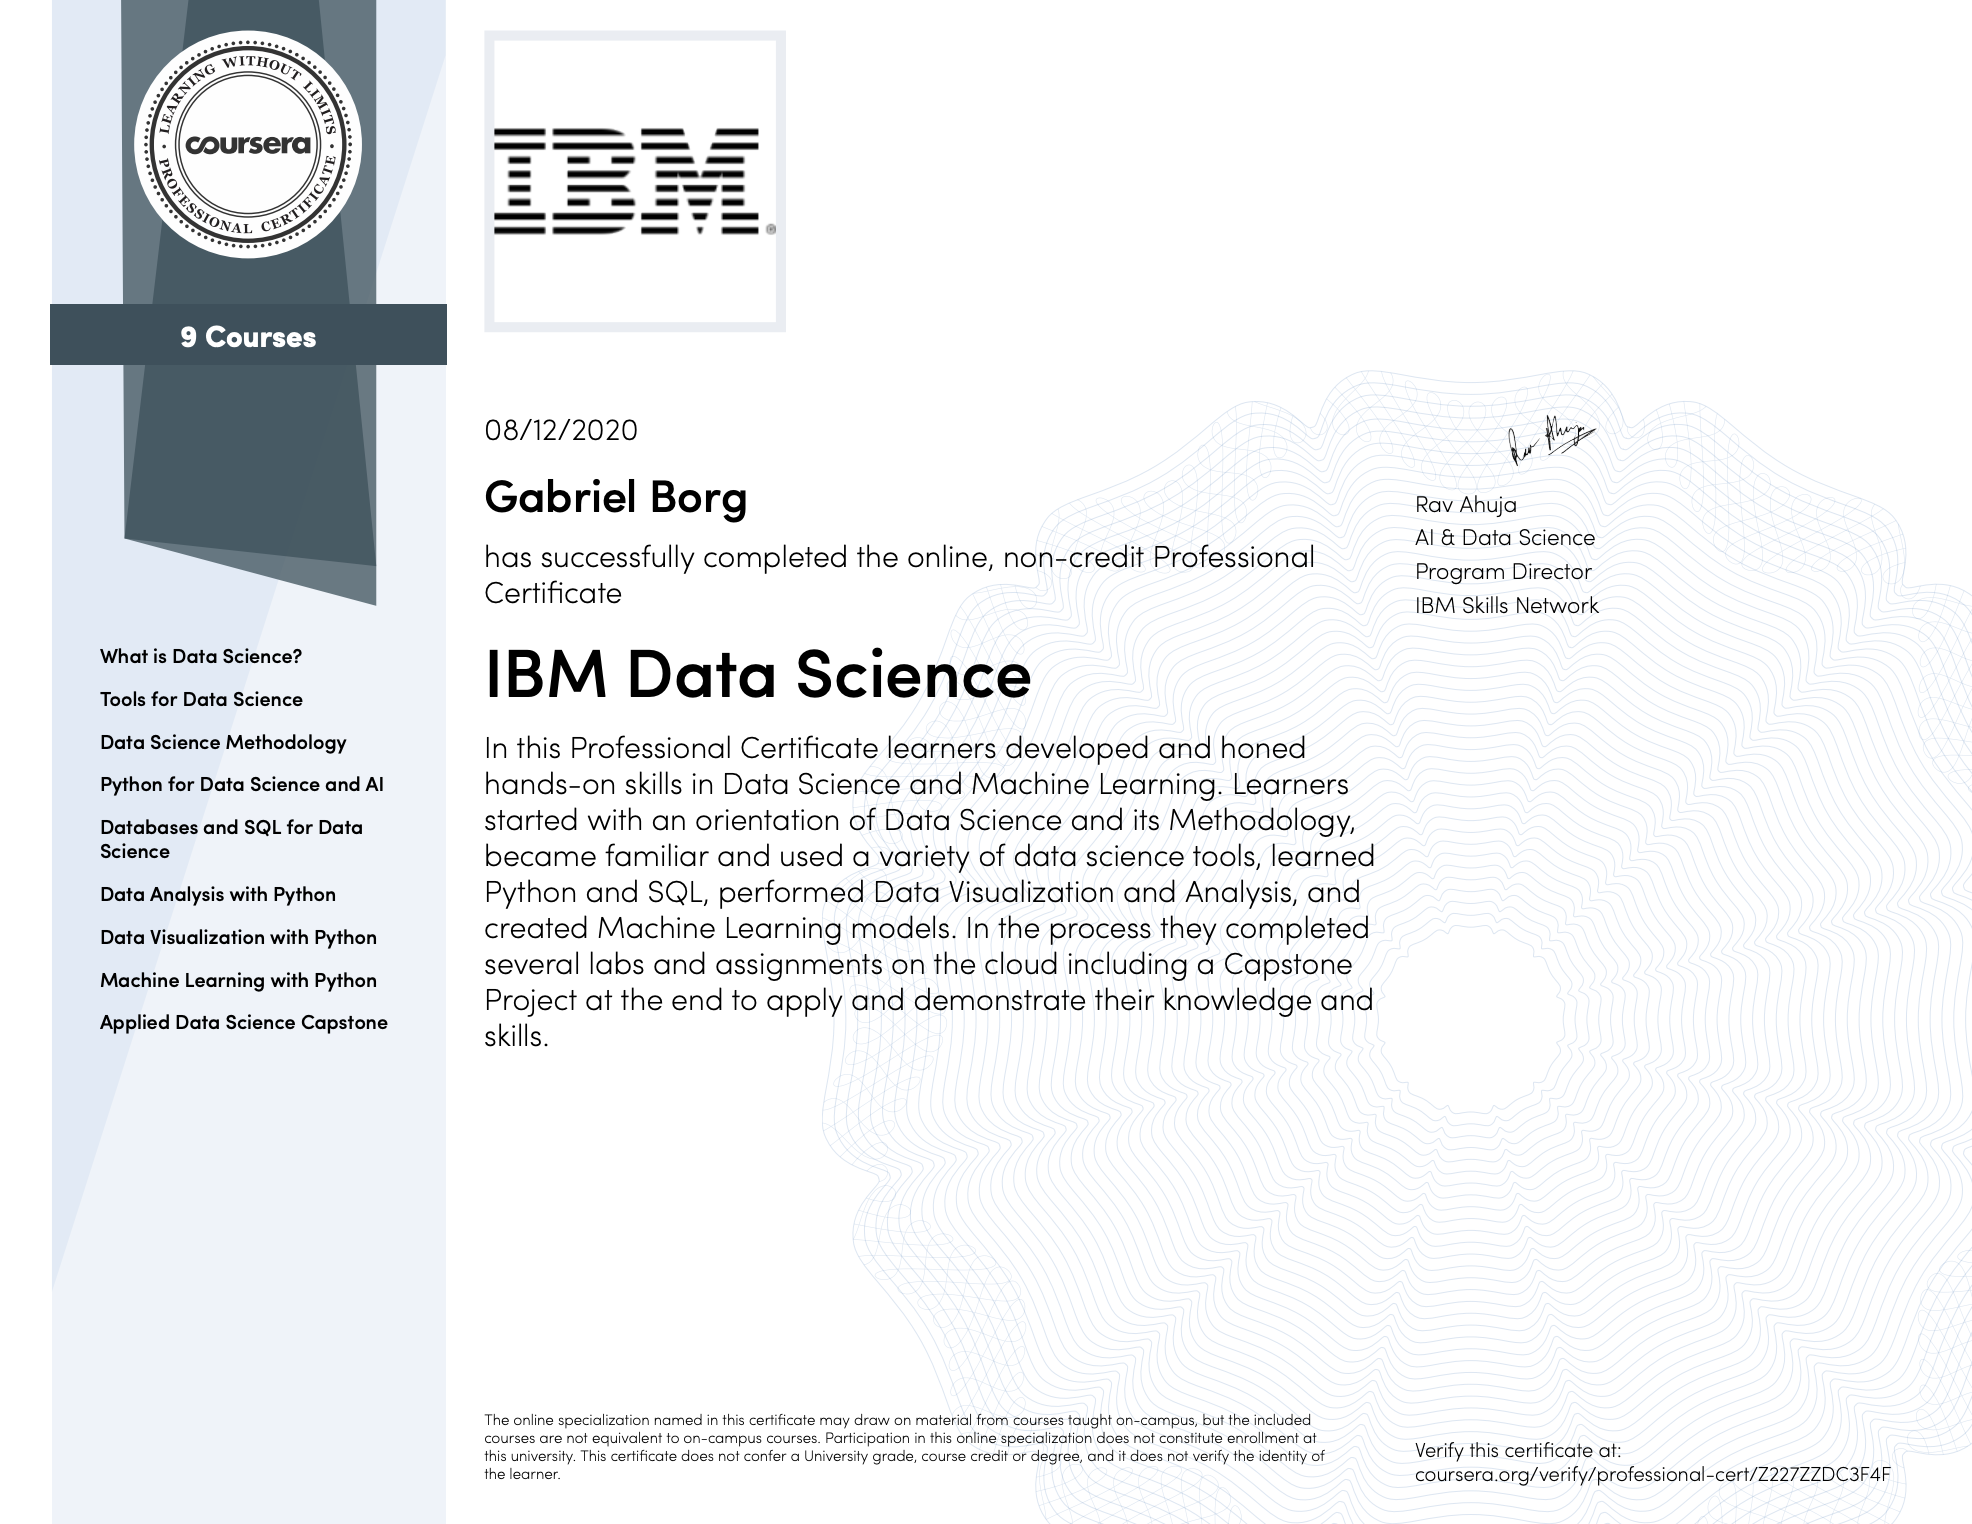 LEARNING WITHOUT LIMITS
coursera
PROFESSIONAL CERTIFICATE
9 Courses
What is Data Science?
Tools for Data Science
Data Science Methodology
Python for Data Science and AI
Databases and SQL for Data
Science
Data Analysis with Python
Data Visualization with Python
Machine Learning with Python
Applied Data Science Capstone
IBM®
08/12/2020
Gabriel Borg
has successfully completed the online, non-credit Professional
Certificate
IBM Data Science
In this Professional Certificate learners developed and honed
hands-on skills in Data Science and Machine Learning. Learners
started with an orientation of Data Science and its Methodology,
became familiar and used a variety of data science tools, learned
Python and SQL, performed Data Visualization and Analysis, and
created Machine Learning models. In the process they completed
several labs and assignments on the cloud including a Capstone
Project at the end to apply and demonstrate their knowledge and
skills.
Rav Ahuja
Rav Ahuja
AI & Data Science
Program Director
IBM Skills Network
The online specialization named in this certificate may draw on material from courses taught on-campus, but the included
courses are not equivalent to on-campus courses. Participation in this online specialization does not constitute enrollment at
this university. This certificate does not confer a University grade, course credit or degree, and it does not verify the identity of
the learner.
Verify this certificate at:
coursera.org/verify/professional-cert/Z227ZZDC3F4F